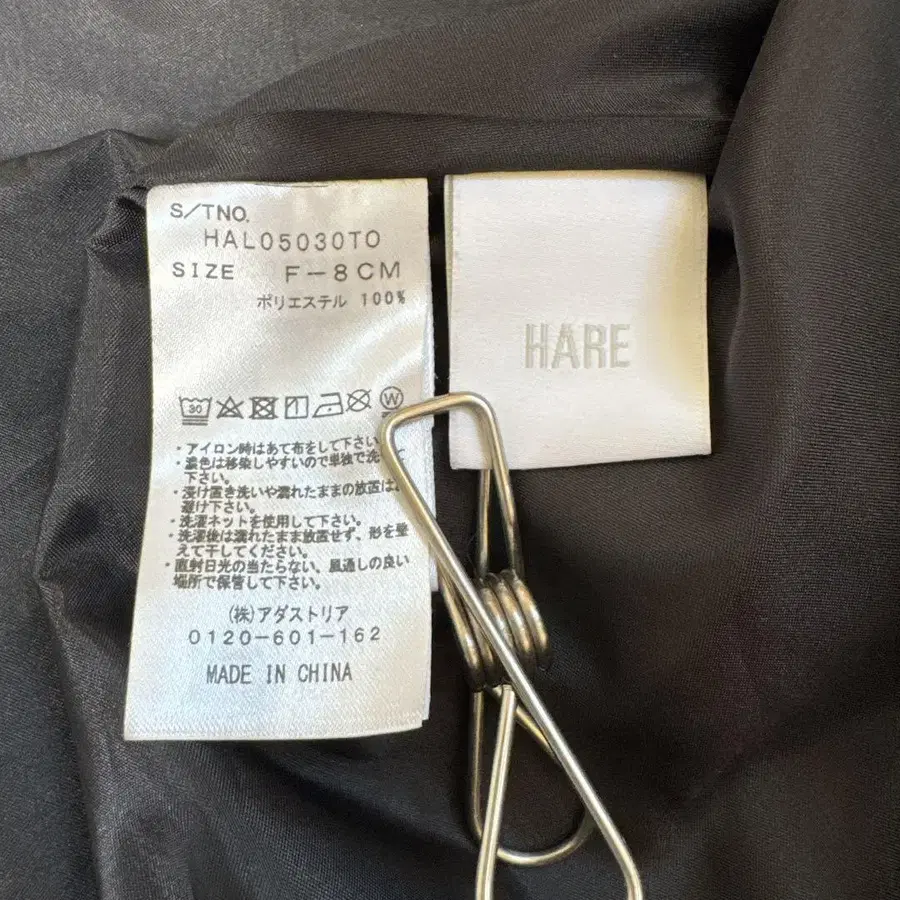 S/TNO.
HAL05030TO
SIZE F-8CM
ポリエステル 100%
30
W
・アイロン時はあて布をして下さい
・濃色は移染しやすいので単独で洗
下さい。
・浸け置き洗いや濡れたままの放置は
避け下さい。
・洗濯ネットを使用して下さい。
・洗濯後は濡れたまま放置せず、形を整
えて干してください。
・直射日光の当たらない、風通しの良い
場所で保管して下さい。
(株)アダストリア
0120-601-162
MADE IN CHINA
HARE